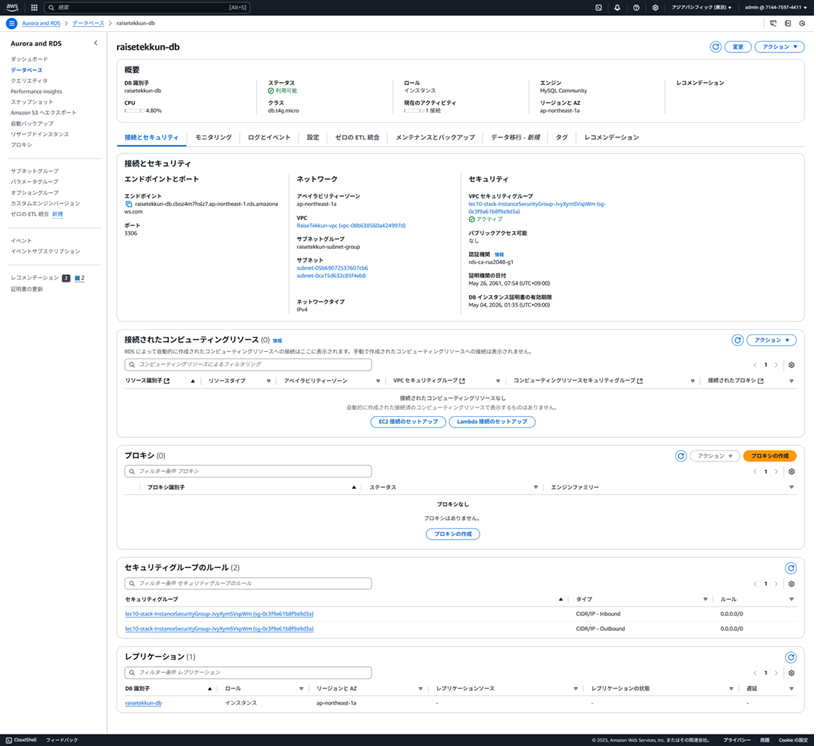 aws
検索
[Alt+S]
アジアパシフィック (東京)
admin @ 7144-7597-4411
Aurora and RDS > データベース > raisetekkun-db
Aurora and RDS
ダッシュボード
データベース
クエリエディタ
Performance insights
スナップショット
Amazon S3 へエクスポート
自動バックアップ
リザーブドインスタンス
プロキシ
サブネットグループ
パラメータグループ
オプショングループ
カスタムエンジンバージョン
ゼロの ETL 統合 新規
イベント
イベントサブスクリプション
レコメンデーション 2 2
証明書の更新
raisetekkun-db
変更
アクション
概要
DB 識別子
raisetekkun-db
ステータス
利用可能
ロール
インスタンス
エンジン
MySQL Community
レコメンデーション
CPU
4.80%
クラス
db.t4g.micro
現在のアクティビティ
1 接続
リージョンと AZ
ap-northeast-1a
接続とセキュリティ
モニタリング
ログとイベント
設定
ゼロの ETL 統合
メンテナンスとバックアップ
データ移行 - 新規
タグ
レコメンデーション
接続とセキュリティ
エンドポイントとポート
エンドポイント
raisetekkun-db.cboz4m7hslz7.ap-northeast-1.rds.amazona
ws.com
ポート
3306
ネットワーク
アベイラビリティーゾーン
ap-northeast-1a
VPC
RaiseTekkun-vpc (vpc-08b638560a424997d)
サブネットグループ
raisetekkun-subnet-group
サブネット
subnet-05b69072537607cb6
subnet-0ca15d632c85f4eb8
ネットワークタイプ
IPv4
セキュリティ
VPC セキュリティグループ
lec10-stack-InstanceSecurityGroup-JvyXymSVxpWm (sg-
0c3f9a61b8f9a9d3a)
アクティブ
パブリックアクセス可能
なし
認証機関 情報
rds-ca-rsa2048-g1
証明機関の日付
May 26, 2061, 07:54 (UTC+09:00)
DB インスタンス証明書の有効期限
May 04, 2026, 01:35 (UTC+09:00)
接続されたコンピューティングリソース (0) 情報
アクション
RDS によって自動的に作成されたコンピューティングリソースへの接続はここに表示されます。手動で作成されたコンピューティングリソースへの接続は表示されません。
コンピューティングリソースによるフィルタリング
1
リソース識別子
リソースタイプ
アベイラビリティーゾーン
VPC セキュリティグループ
コンピューティングリソースセキュリティグループ
接続されたプロキシ
接続されたコンピューティングリソースなし
自動的に作成された接続済のコンピューティングリソースで表示するものはありません。
EC2 接続のセットアップ
Lambda 接続のセットアップ
プロキシ (0)
アクション
プロキシの作成
フィルター条件 プロキシ
1
プロキシ識別子
ステータス
エンジンファミリー
プロキシなし
プロキシはありません。
プロキシの作成
セキュリティグループのルール (2)
フィルター条件 セキュリティグループのルール
1
セキュリティグループ
タイプ
ルール
lec10-stack-InstanceSecurityGroup-JvyXymSVxpWm (sg-0c3f9a61b8f9a9d3a)
CIDR/IP - Inbound
0.0.0.0/0
lec10-stack-InstanceSecurityGroup-JvyXymSVxpWm (sg-0c3f9a61b8f9a9d3a)
CIDR/IP - Outbound
0.0.0.0/0
レプリケーション (1)
フィルター条件 レプリケーション
1
DB 識別子
ロール
リージョンと AZ
レプリケーションソース
レプリケーションの状態
遅延
raisetekkun-db
インスタンス
ap-northeast-1a
-
-
-
CloudShell
フィードバック
© 2025, Amazon Web Services, Inc. またはその関連会社。
プライバシー
用語
Cookie の設定